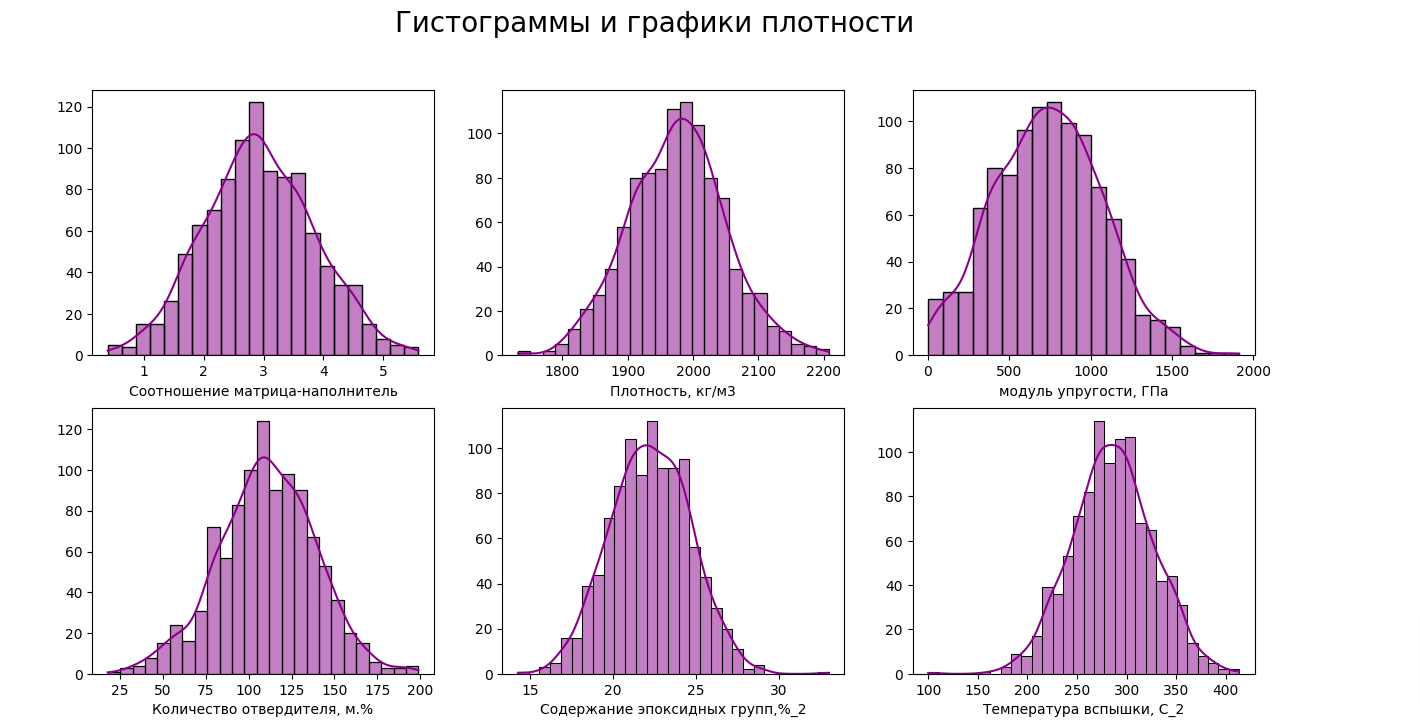 Гистограммы и графики плотности
120
100
80
60
40
20
0
1 2 3 4 5
Соотношение матрица-наполнитель
100
80
60
40
20
0
1800 1900 2000 2100 2200
Плотность, кг/м3
100
80
60
40
20
0
0 500 1000 1500 2000
модуль упругости, ГПа
120
100
80
60
40
20
0
25 50 75 100 125 150 175 200
Количество отвердителя, м.%
100
80
60
40
20
0
15 20 25 30
Содержание эпоксидных групп,%_2
100
80
60
40
20
0
100 150 200 250 300 350 400
Температура вспышки, С_2